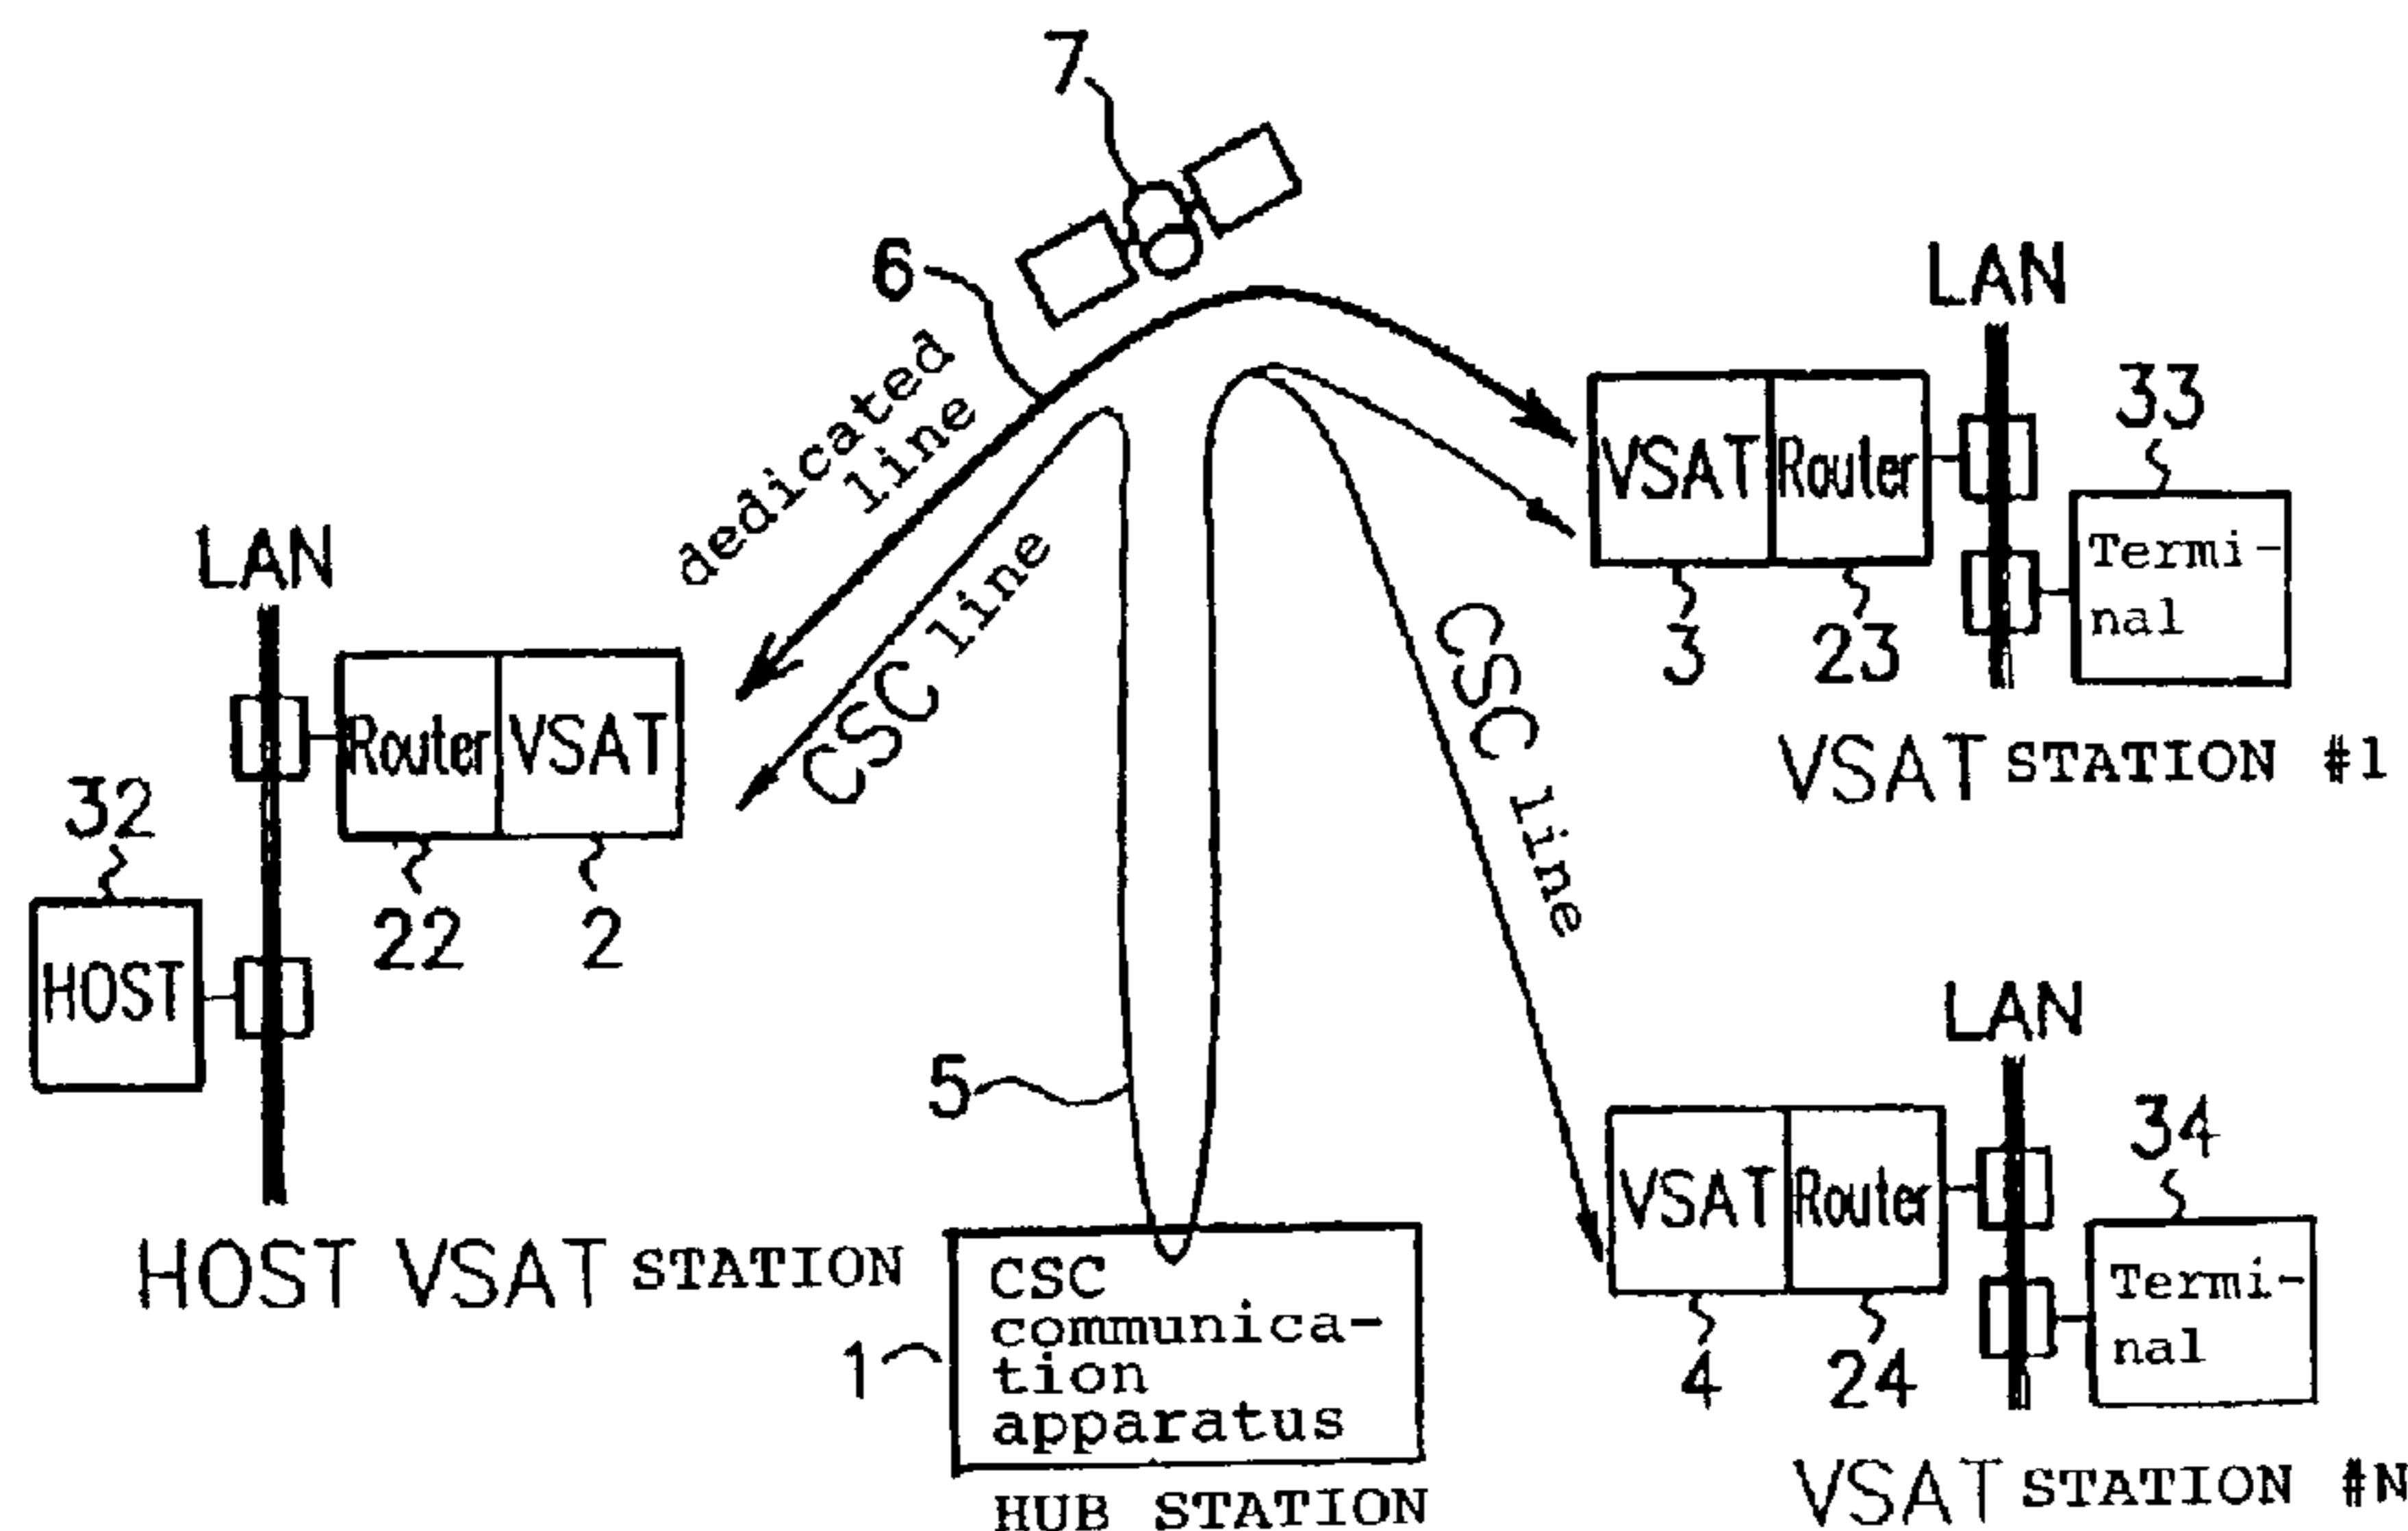 7
6
LAN
dedicated
line
33
VSAT Router
Termi-
nal
LAN
CSC line
3 23
CSC line
VSAT STATION #1
Router VSAT
32
22 2
HOST
LAN
5
34
VSAT Router
HOST VSAT STATION
CSC
communica-
tion
apparatus
1
Termi-
nal
4 24
HUB STATION
VSAT STATION #N